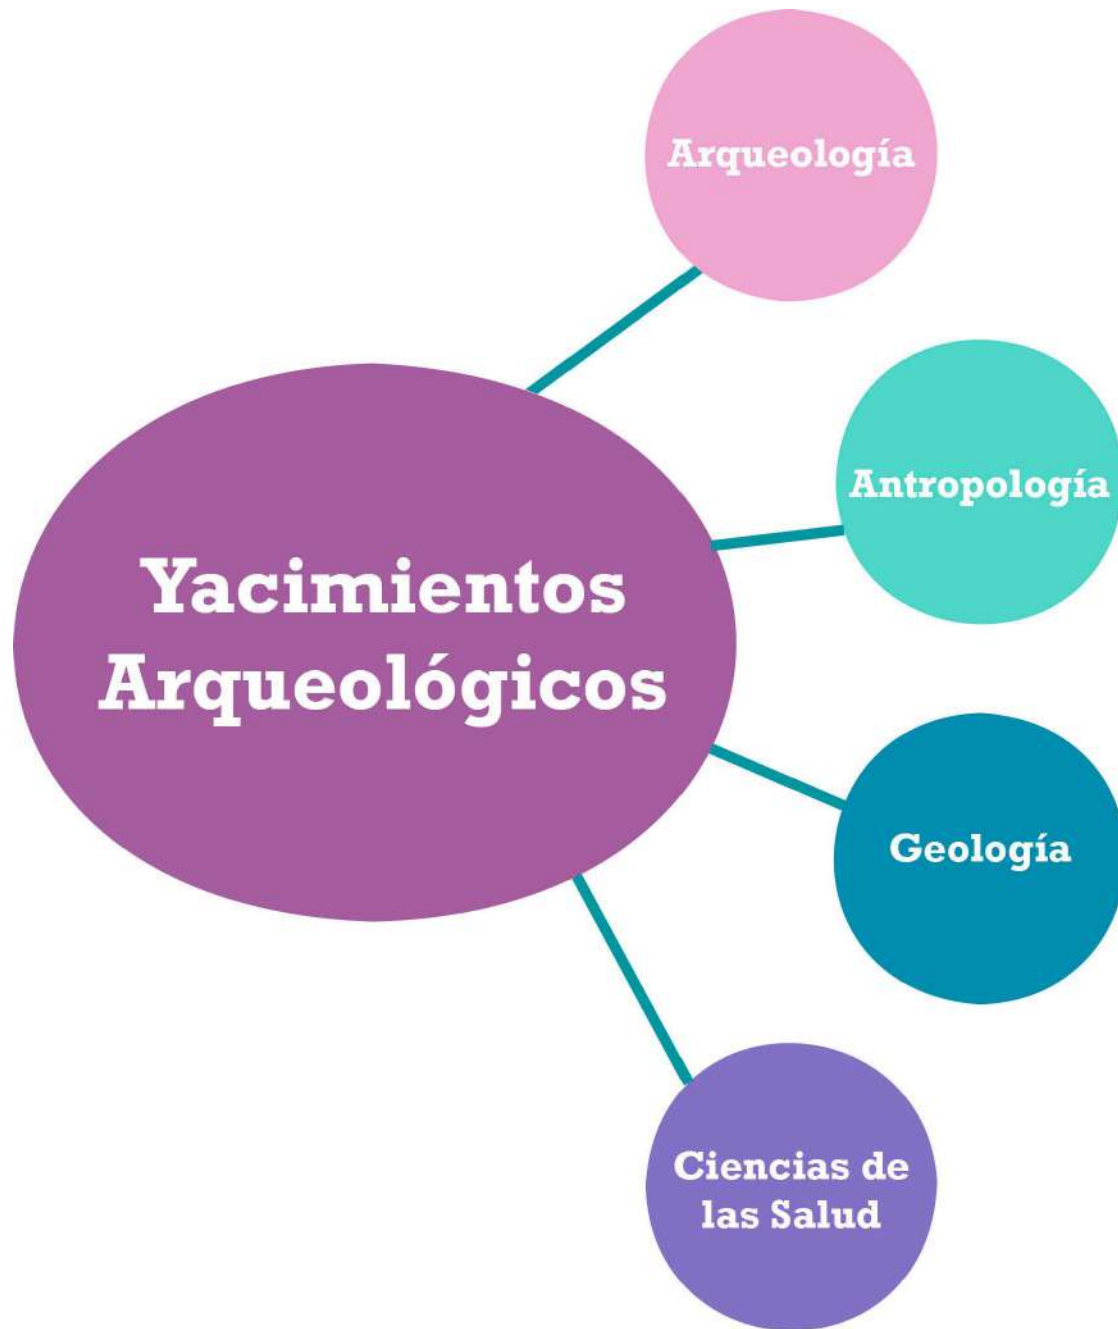 Arqueología
Antropología
Yacimientos
Arqueológicos
Geología
Ciencias de
las Salud